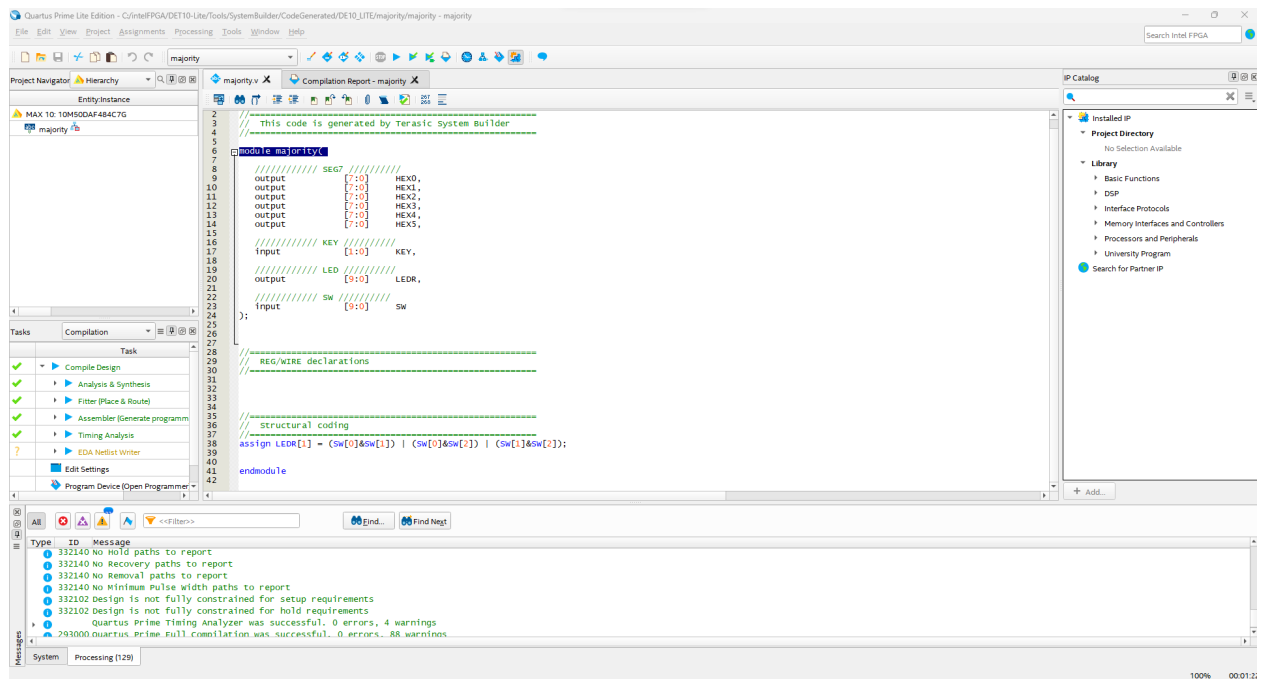 Quartus Prime Lite Edition - C:/intelFPGA/DET10-Lite/Tools/SystemBuilder/CodeGenerated/DE10_LITE/majority/majority - majority
File Edit View Project Assignments Processing Tools Window Help
Search Intel FPGA
majority
Project Navigator Hierarchy
Entity:Instance
MAX 10: 10M50DAF484C7G
majority
Tasks Compilation
Task
Compile Design
Analysis & Synthesis
Fitter (Place & Route)
Assembler (Generate programm
Timing Analysis
EDA Netlist Writer
Edit Settings
Program Device (Open Programmer
majority.v Compilation Report - majority
267
268
2 //=======================================================
3 // This code is generated by Terasic System Builder
4 //=======================================================
5
6 module majority(
7
8 //////////// SEG7 //////////
9 output [7:0] HEX0,
10 output [7:0] HEX1,
11 output [7:0] HEX2,
12 output [7:0] HEX3,
13 output [7:0] HEX4,
14 output [7:0] HEX5,
15
16 //////////// KEY //////////
17 input [1:0] KEY,
18
19 //////////// LED //////////
20 output [9:0] LEDR,
21
22 //////////// SW //////////
23 input [9:0] SW
24 );
25
26
27
28 //=======================================================
29 // REG/WIRE declarations
30 //=======================================================
31
32
33
34
35 //=======================================================
36 // Structural coding
37 //=======================================================
38 assign LEDR[1] = (SW[0]&SW[1]) | (SW[0]&SW[2]) | (SW[1]&SW[2]);
39
40
41 endmodule
42
IP Catalog
Installed IP
Project Directory
No Selection Available
Library
Basic Functions
DSP
Interface Protocols
Memory Interfaces and Controllers
Processors and Peripherals
University Program
Search for Partner IP
+ Add...
All <<Filter>> Find... Find Next
Type ID Message
332140 No Hold paths to report
332140 No Recovery paths to report
332140 No Removal paths to report
332140 No Minimum Pulse Width paths to report
332102 Design is not fully constrained for setup requirements
332102 Design is not fully constrained for hold requirements
Quartus Prime Timing Analyzer was successful. 0 errors, 4 warnings
293000 Quartus Prime Full Compilation was successful. 0 errors, 88 warnings
Messages
System Processing (129)
100% 00:01:22